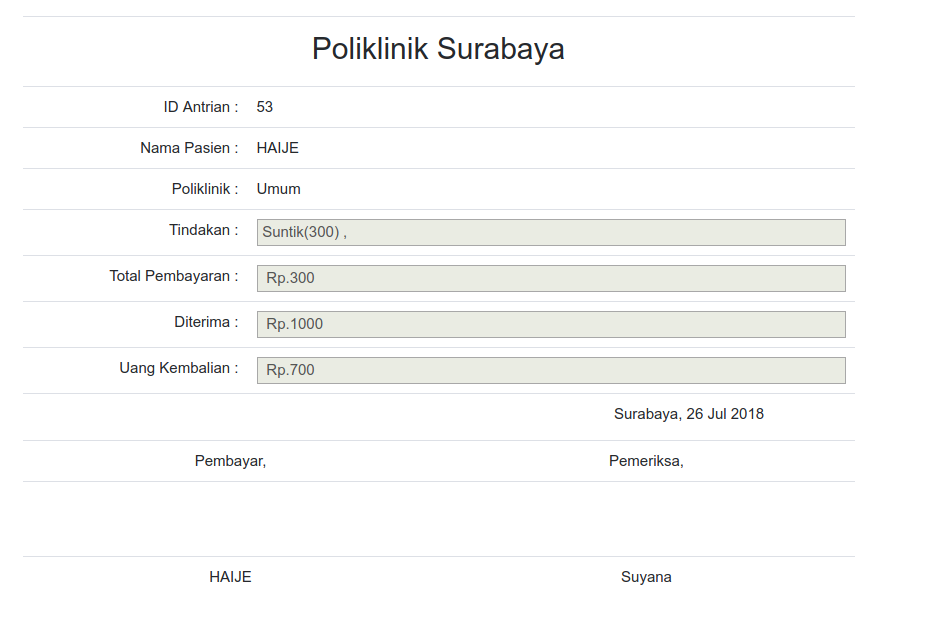 Poliklinik Surabaya
ID Antrian : 53
Nama Pasien : HAIJE
Poliklinik : Umum
Tindakan : Suntik(300) ,
Total Pembayaran : Rp.300
Diterima : Rp.1000
Uang Kembalian : Rp.700
Surabaya, 26 Jul 2018
Pembayar, Pemeriksa,
HAIJE Suyana